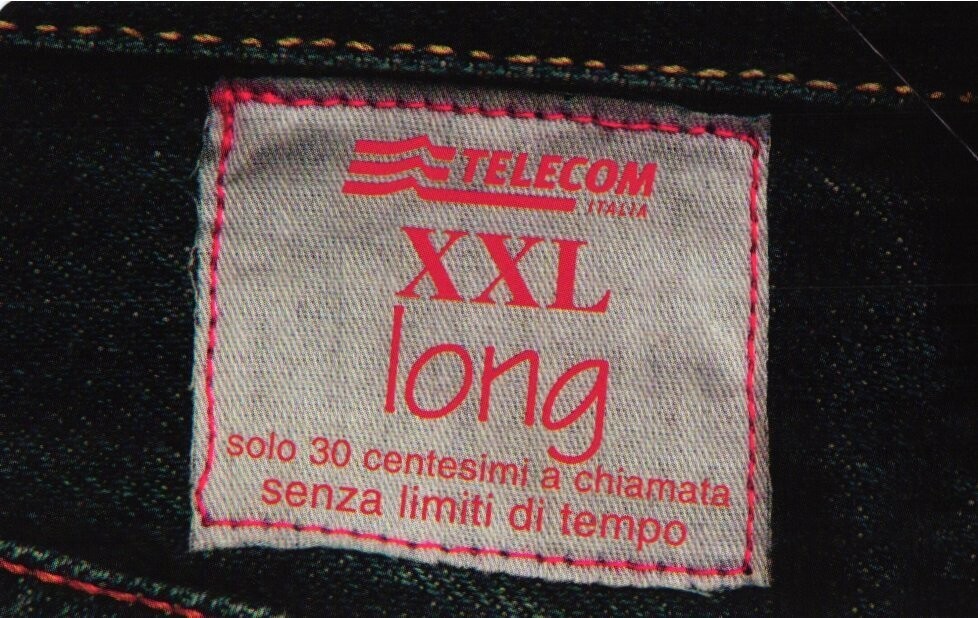 TELECOM
ITALIA
XXL
long
solo 30 centesimi a chiamata
senza limiti di tempo